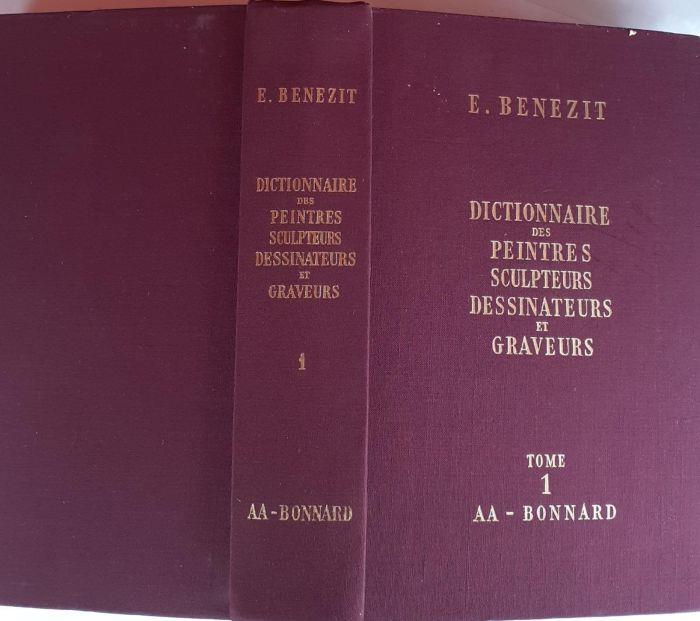 E. BENEZIT
DICTIONNAIRE
DES
PEINTRES
SCULPTEURS
DESSINATEURS
ET
GRAVEURS
1
AA-BONNARD
E. BENEZIT
DICTIONNAIRE
DES
PEINTRES
SCULPTEURS
DESSINATEURS
ET
GRAVEURS
TOME
1
AA - BONNARD